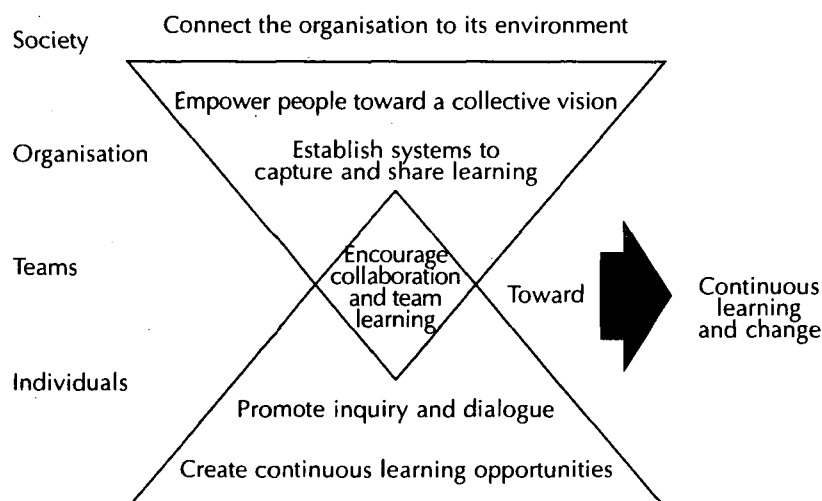 Society
Connect the organisation to its environment
Empower people toward a collective vision
Organisation
Establish systems to
capture and share learning
Teams
Encourage
collaboration
and team
learning
Toward
Continuous
learning
and change
Individuals
Promote inquiry and dialogue
Create continuous learning opportunities